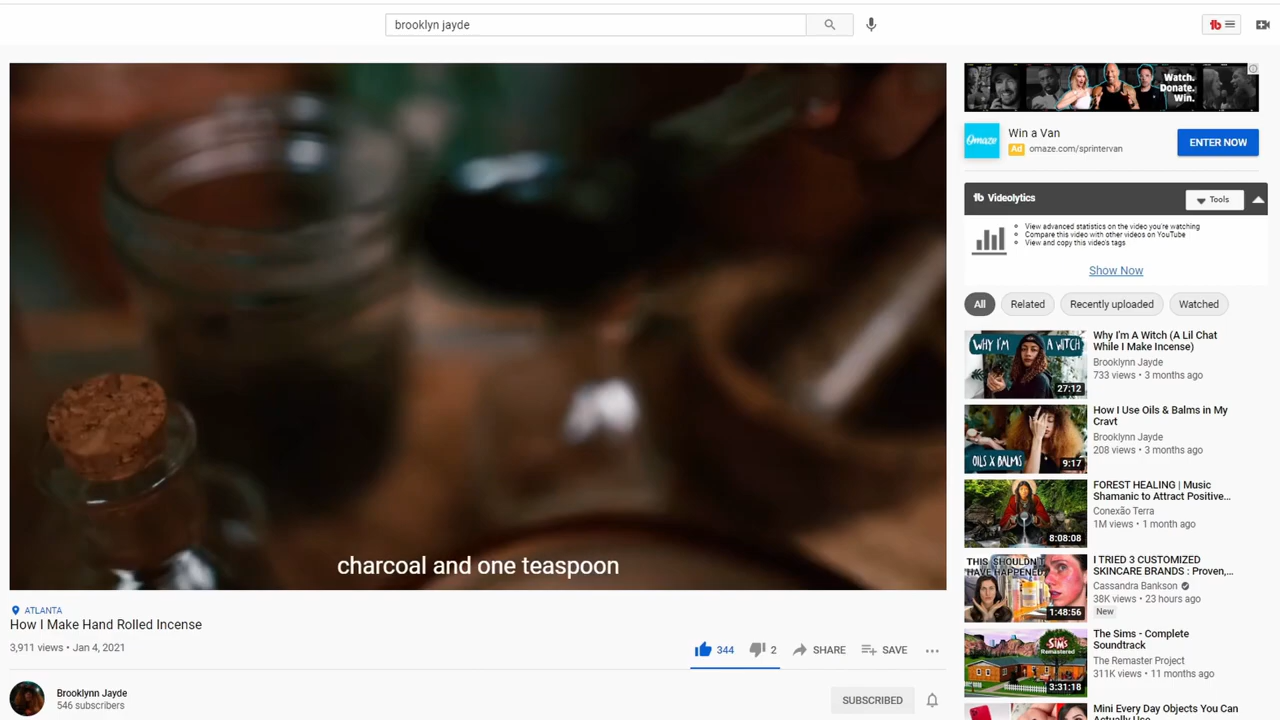 brooklyn jayde
tb
charcoal and one teaspoon
ATLANTA
How I Make Hand Rolled Incense
3,911 views • Jan 4, 2021
344
2
SHARE
SAVE
Brooklynn Jayde
546 subscribers
SUBSCRIBED
Watch.
Donate.
Win.
Omaze
Win a Van
Ad omaze.com/sprintervan
ENTER NOW
tb Videolytics
Tools
View advanced statistics on the video you're watching
Compare this video with other videos on YouTube
View and copy this video's tags
Show Now
All
Related
Recently uploaded
Watched
WHY I'M A WITCH
27:12
Why I'm A Witch (A Lil Chat
While I Make Incense)
Brooklynn Jayde
733 views • 3 months ago
OILS X BALMS
9:17
How I Use Oils & Balms in My
Cravt
Brooklynn Jayde
208 views • 3 months ago
8:08:08
FOREST HEALING | Music
Shamanic to Attract Positive...
Conexão Terra
1M views • 1 month ago
THIS SHOULDN'T
HAVE HAPPENED
1:48:56
I TRIED 3 CUSTOMIZED
SKINCARE BRANDS : Proven,...
Cassandra Bankson
38K views • 23 hours ago
New
SIMS
Remastered
3:31:18
The Sims - Complete
Soundtrack
The Remaster Project
311K views • 11 months ago
Mini Every Day Objects You Can
Actually Use